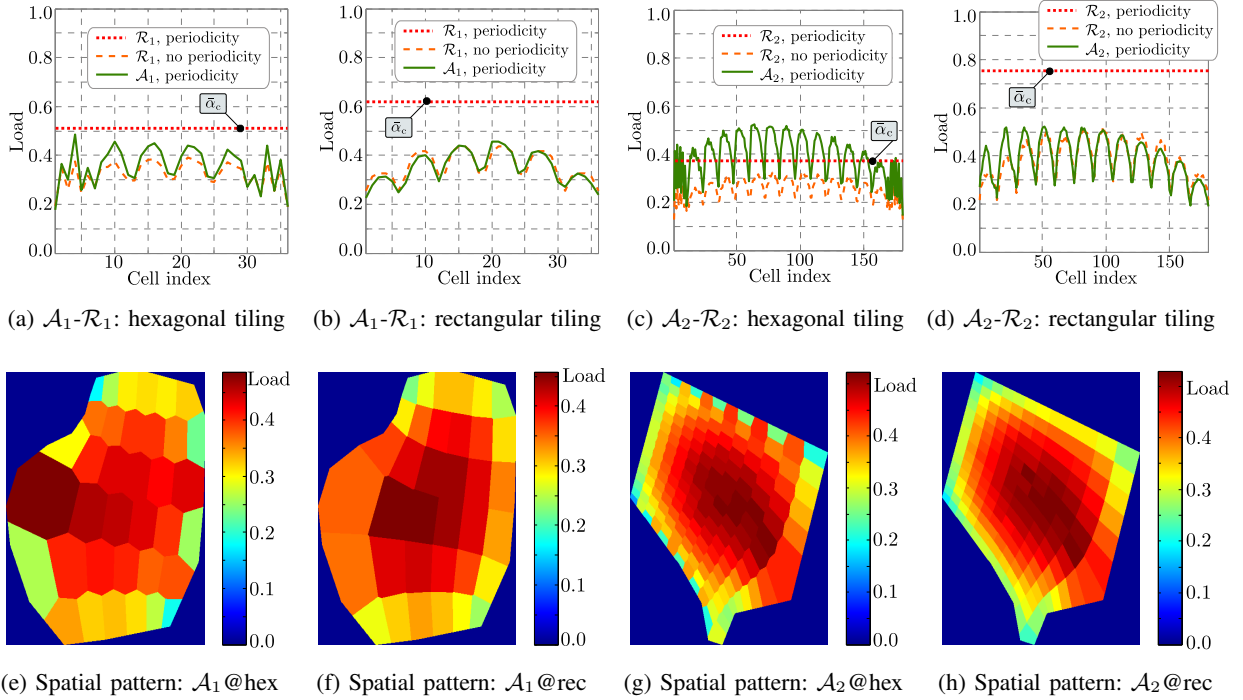 1.0
0.8
0.6
0.4
0.2
0.0
Load
ℛ₁, periodicity
ℛ₁, no periodicity
𝒜₁, periodicity
ᾱ_c
10 20 30
Cell index
(a) 𝒜₁-ℛ₁: hexagonal tiling
1.0
0.8
0.6
0.4
0.2
0.0
Load
ℛ₁, periodicity
ℛ₁, no periodicity
𝒜₁, periodicity
ᾱ_c
10 20 30
Cell index
(b) 𝒜₁-ℛ₁: rectangular tiling
1.0
0.8
0.6
0.4
0.2
0.0
Load
ℛ₂, periodicity
ℛ₂, no periodicity
𝒜₂, periodicity
ᾱ_c
50 100 150
Cell index
(c) 𝒜₂-ℛ₂: hexagonal tiling
1.0
0.8
0.6
0.4
0.2
0.0
Load
ℛ₂, periodicity
ℛ₂, no periodicity
𝒜₂, periodicity
ᾱ_c
50 100 150
Cell index
(d) 𝒜₂-ℛ₂: rectangular tiling
Load
0.4
0.3
0.2
0.1
0.0
(e) Spatial pattern: 𝒜₁@hex
Load
0.4
0.3
0.2
0.1
0.0
(f) Spatial pattern: 𝒜₁@rec
Load
0.4
0.3
0.2
0.1
0.0
(g) Spatial pattern: 𝒜₂@hex
Load
0.4
0.3
0.2
0.1
0.0
(h) Spatial pattern: 𝒜₂@rec